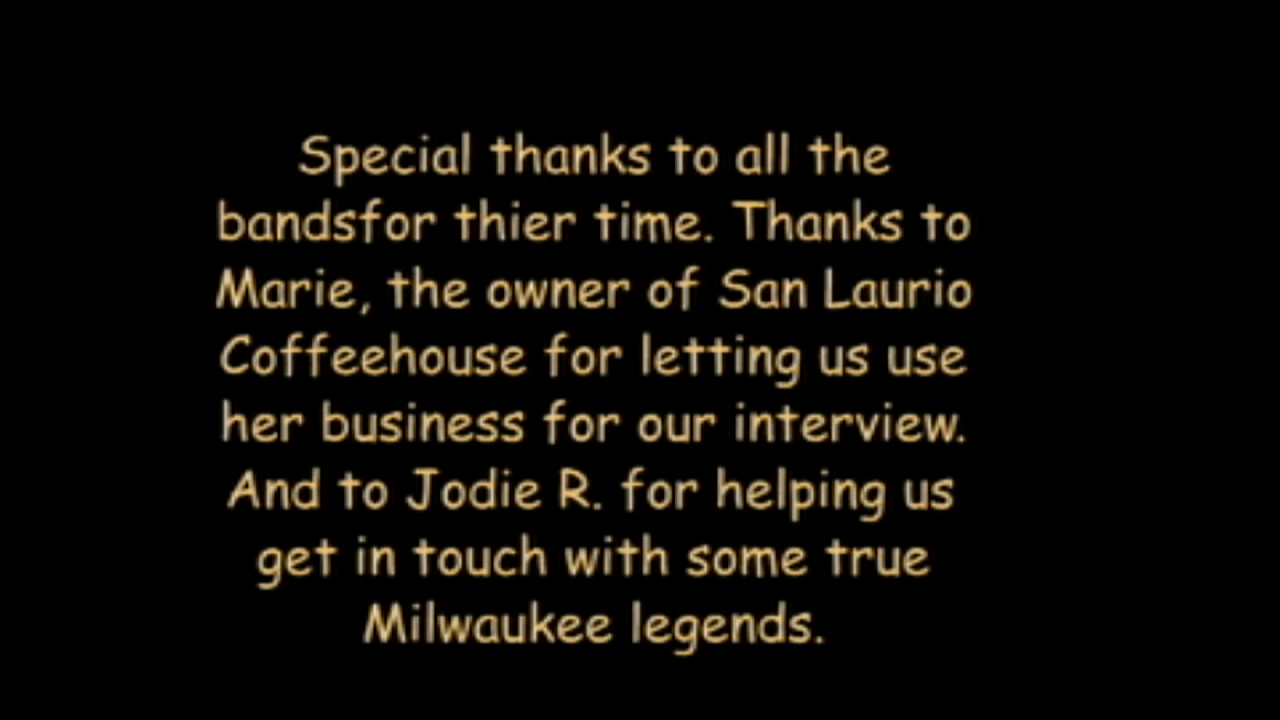 Special thanks to all the
bandsfor thier time. Thanks to
Marie, the owner of San Laurio
Coffeehouse for letting us use
her business for our interview.
And to Jodie R. for helping us
get in touch with some true
Milwaukee legends.